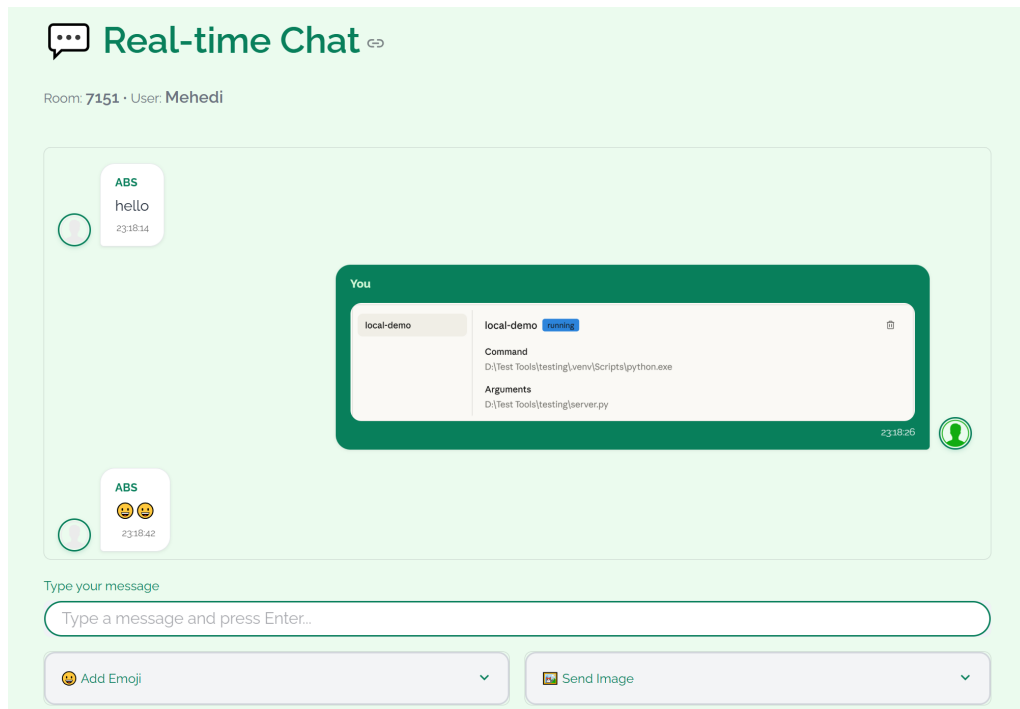 Real-time Chat
Room: 7151 • User: Mehedi
ABS
hello
23:18:14
You
local-demo
local-demo running
Command
D:\Test Tools\testing\.venv\Scripts\python.exe
Arguments
D:\Test Tools\testing\server.py
23:18:26
ABS
😀😀
23:18:42
Type your message
Type a message and press Enter...
😀 Add Emoji
🖼️ Send Image